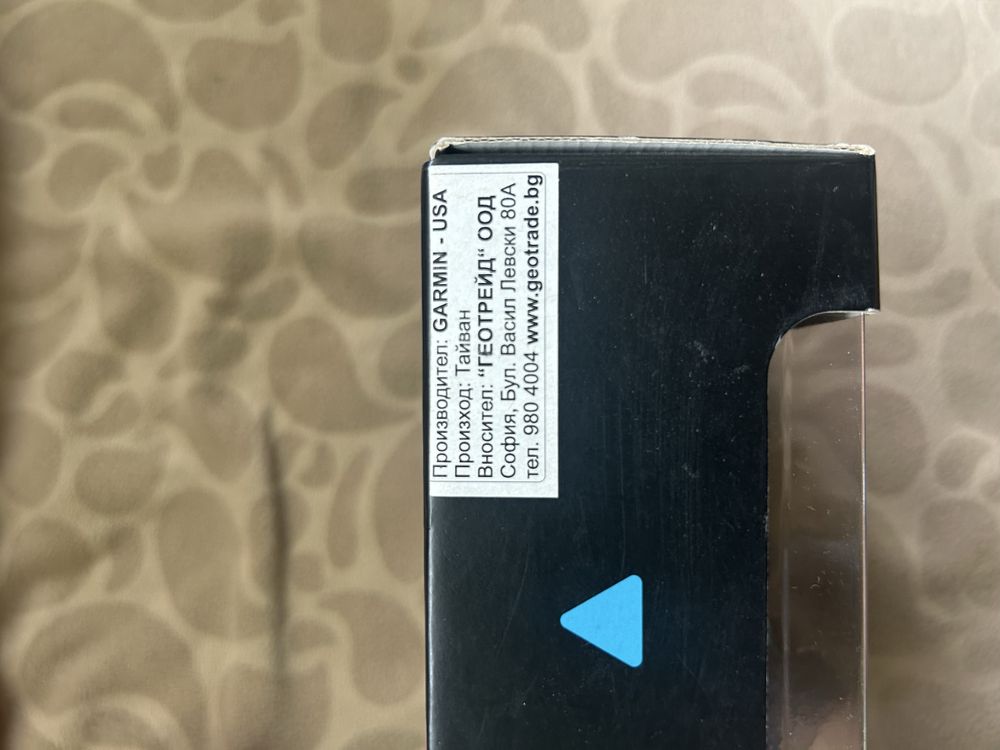 Производител: GARMIN - USA
Произход: Тайван
Вносител: “ГЕОТРЕЙД“ ООД
София, Бул. Васил Левски 80А
тел. 980 4004 www.geotrade.bg